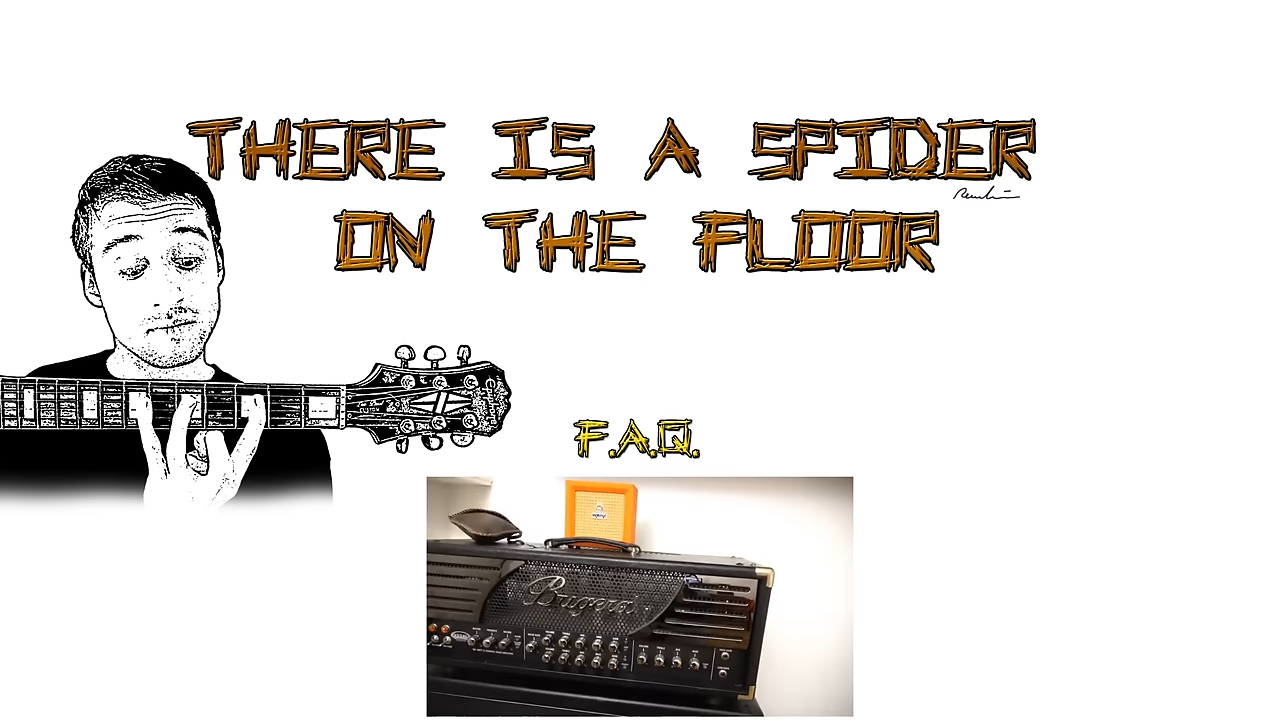 THERE IS A SPIDER
ON THE FLOOR
F.A.Q.
Bugera